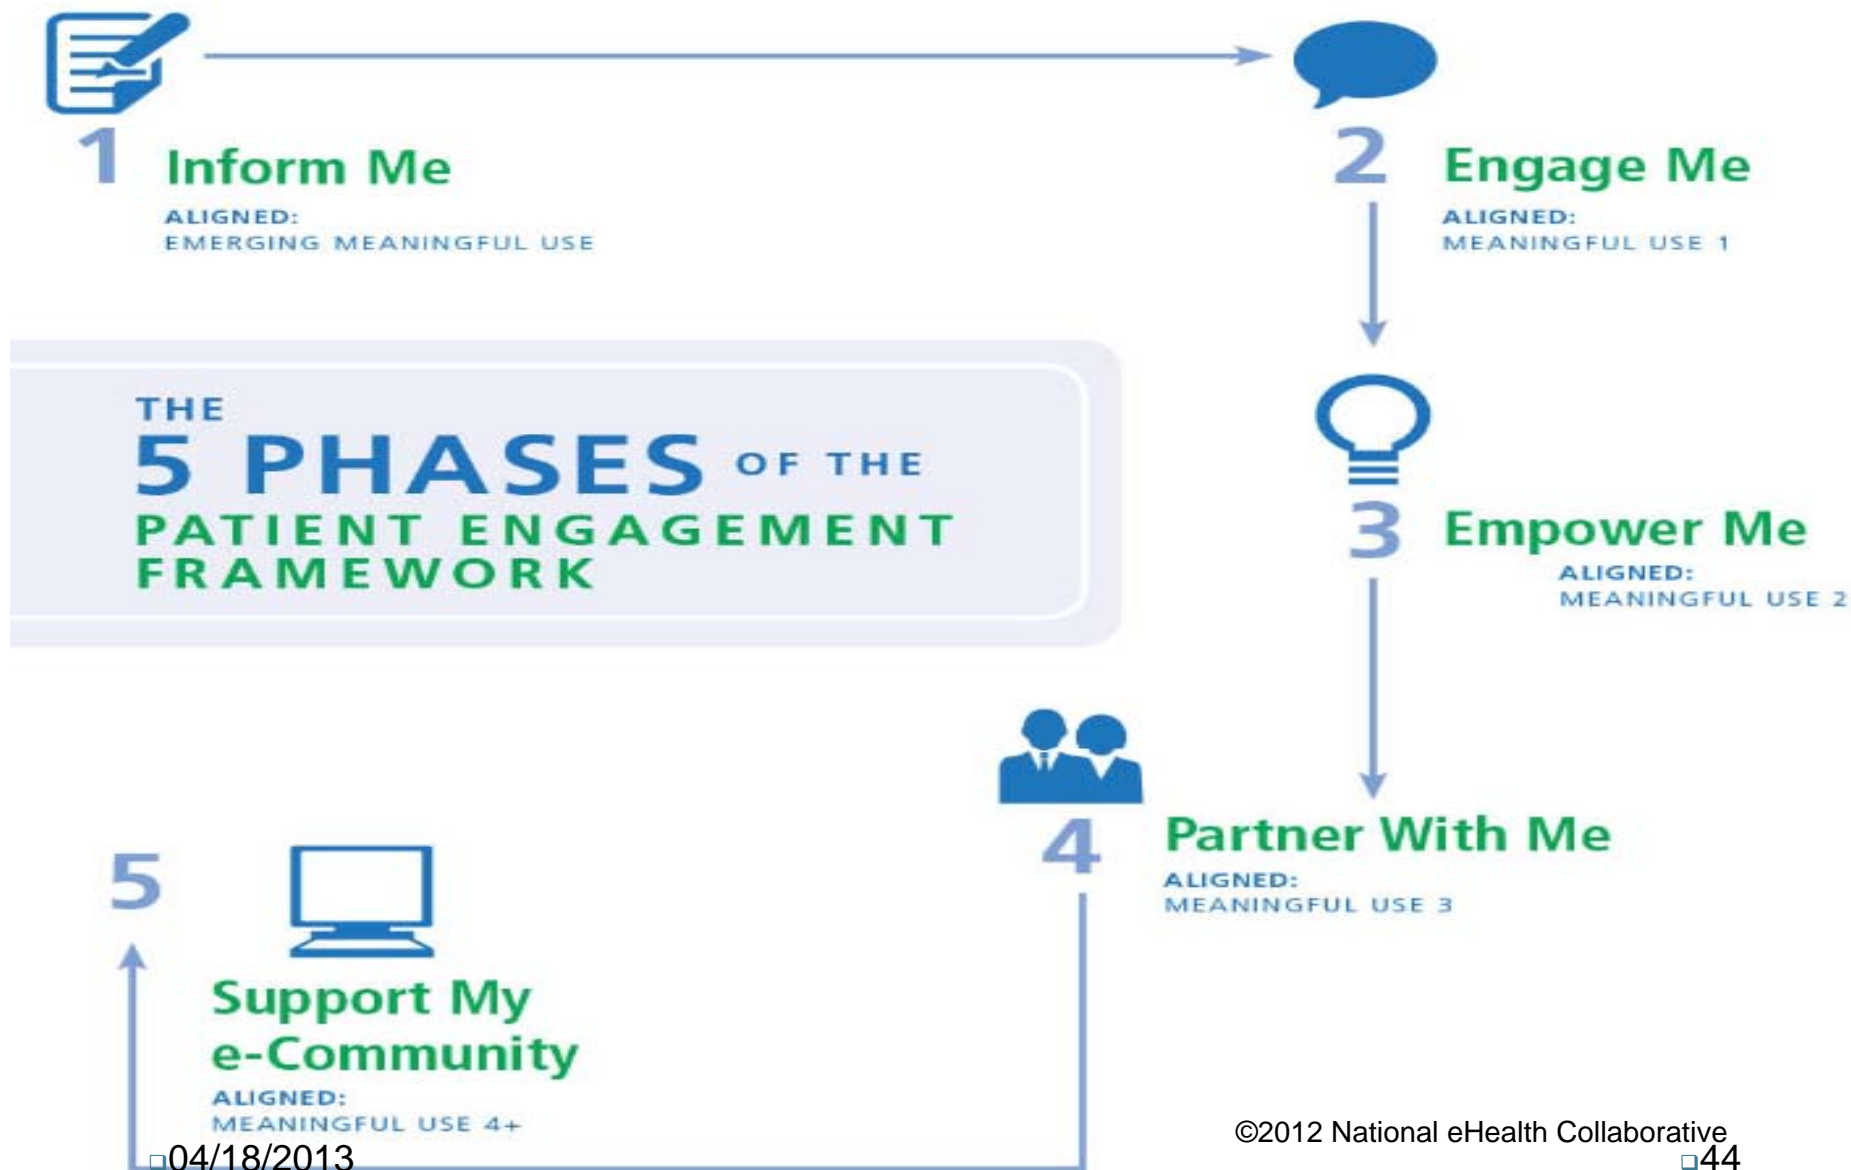 1 Inform Me
ALIGNED:
EMERGING MEANINGFUL USE
2 Engage Me
ALIGNED:
MEANINGFUL USE 1
THE
5 PHASES OF THE
PATIENT ENGAGEMENT
FRAMEWORK
3 Empower Me
ALIGNED:
MEANINGFUL USE 2
4 Partner With Me
ALIGNED:
MEANINGFUL USE 3
5
Support My
e-Community
ALIGNED:
MEANINGFUL USE 4+
©2012 National eHealth Collaborative
04/18/2013
44